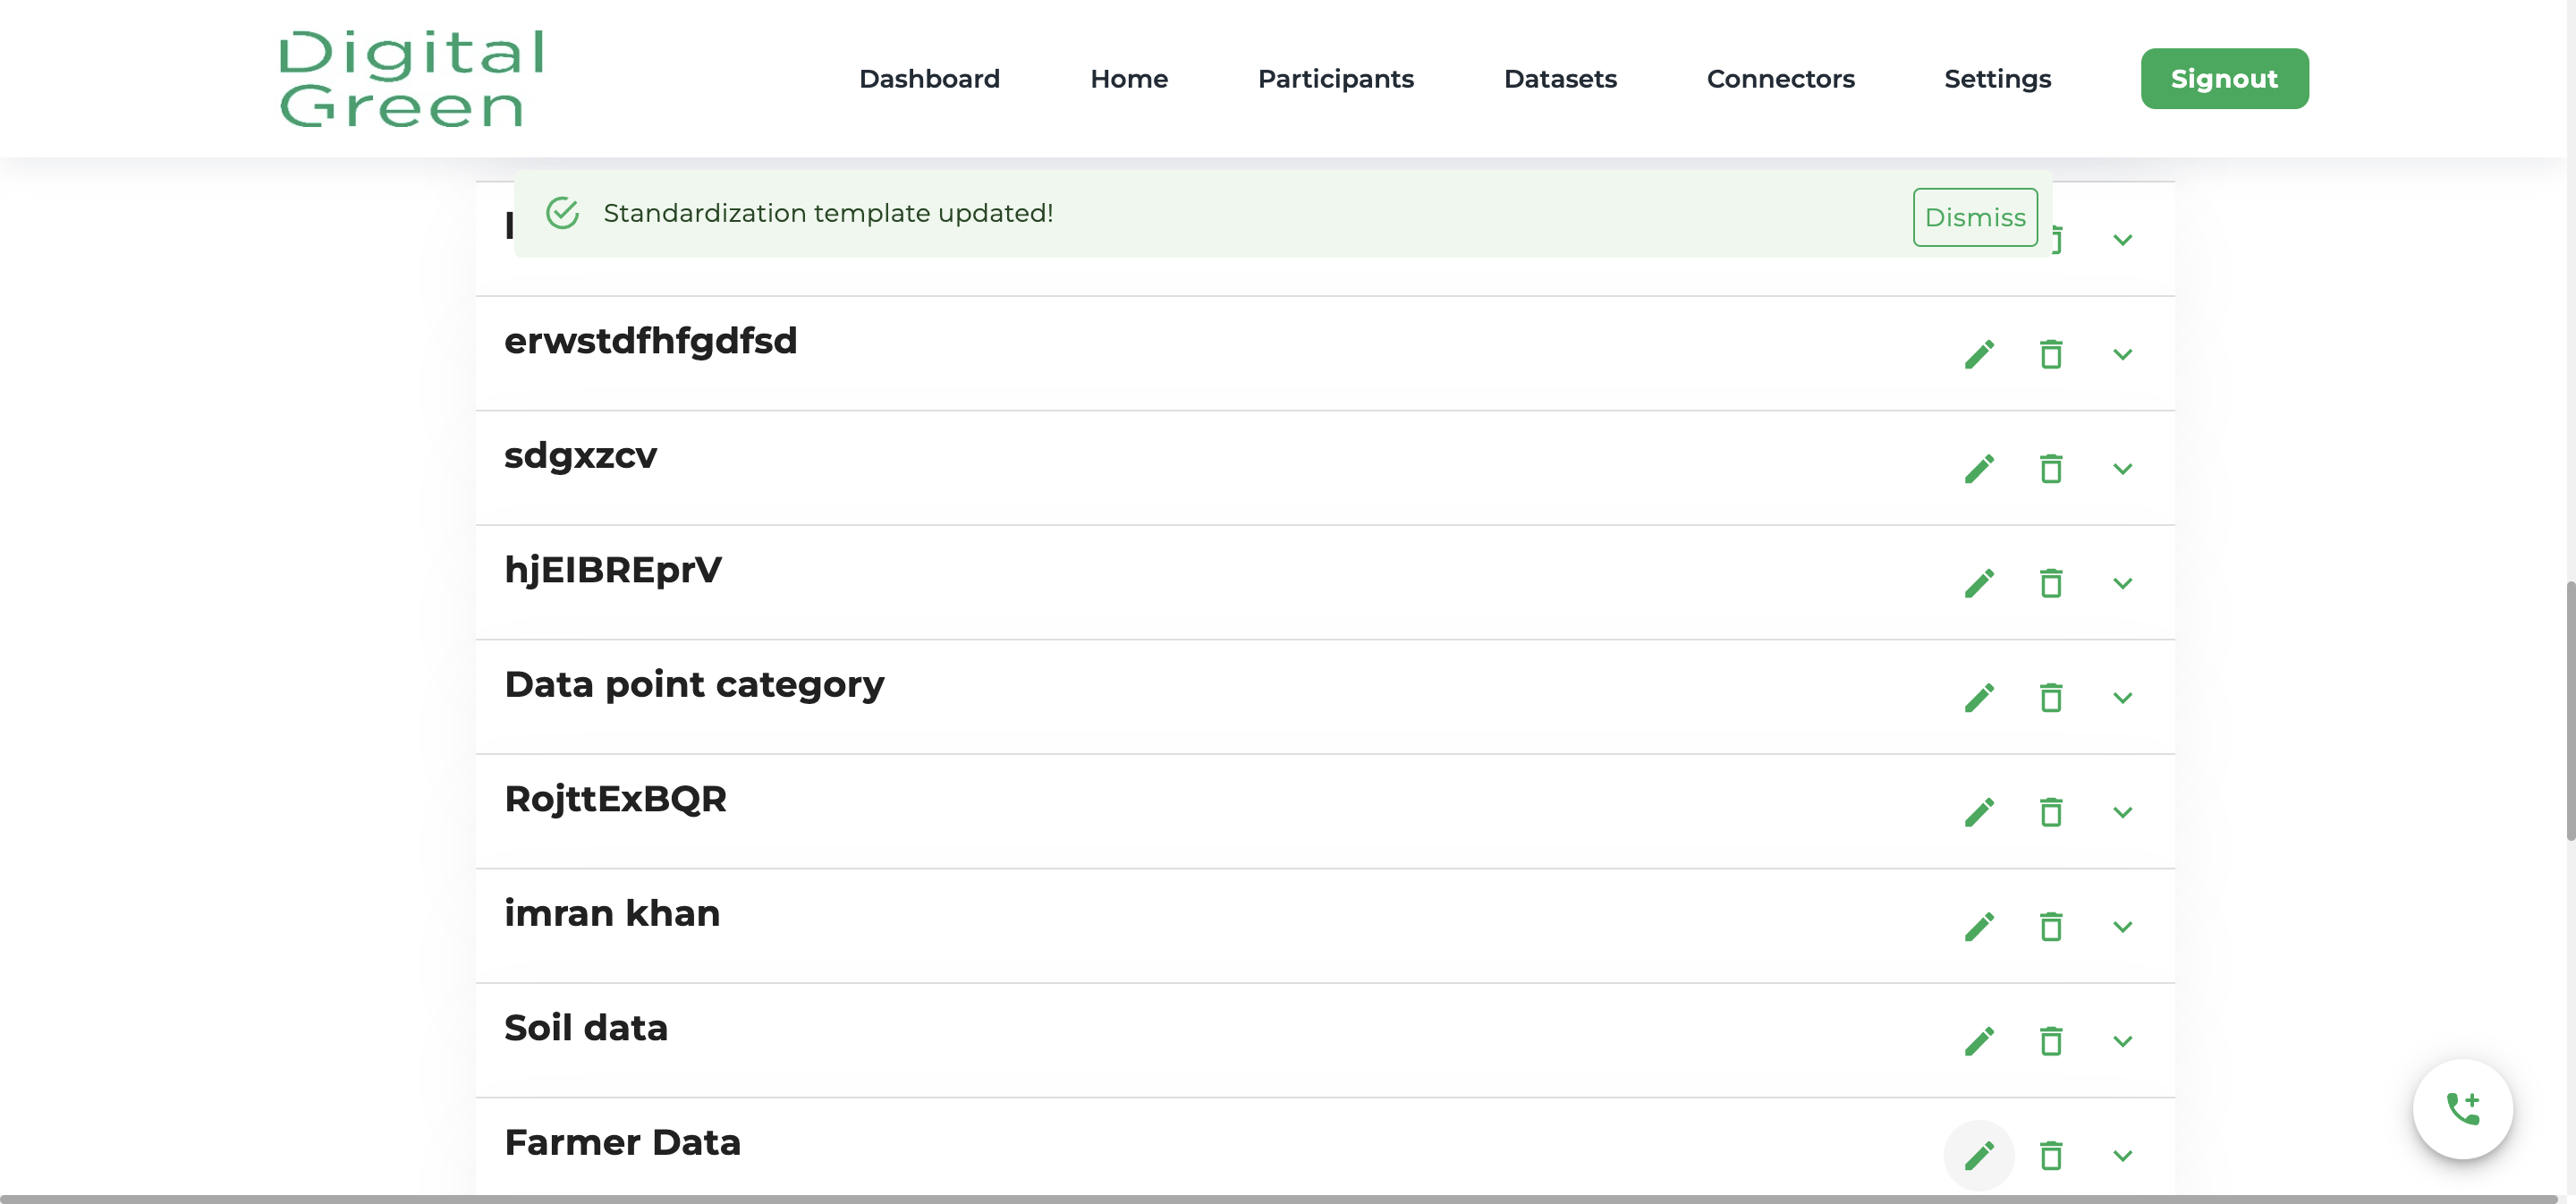 Digital
Green
Dashboard Home Participants Datasets Connectors Settings Signout
Standardization template updated! Dismiss
erwstdfhfgdfsd
sdgxzcv
hjEIBREprV
Data point category
RojttExBQR
imran khan
Soil data
Farmer Data